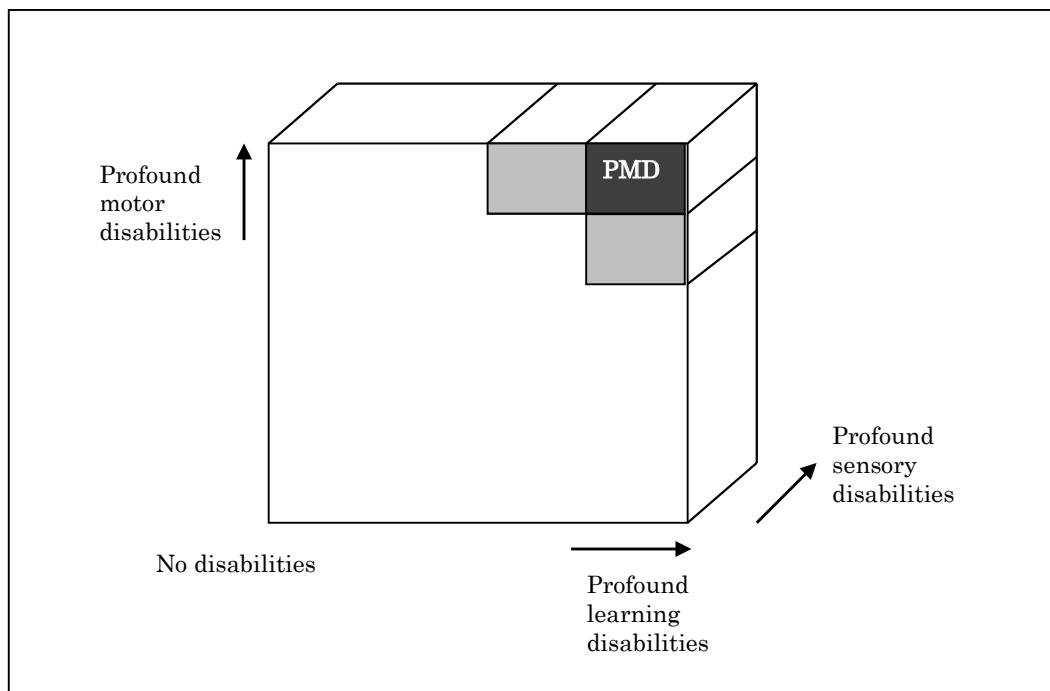 PMD
Profound
motor
disabilities
Profound
sensory
disabilities
No disabilities
Profound
learning
disabilities